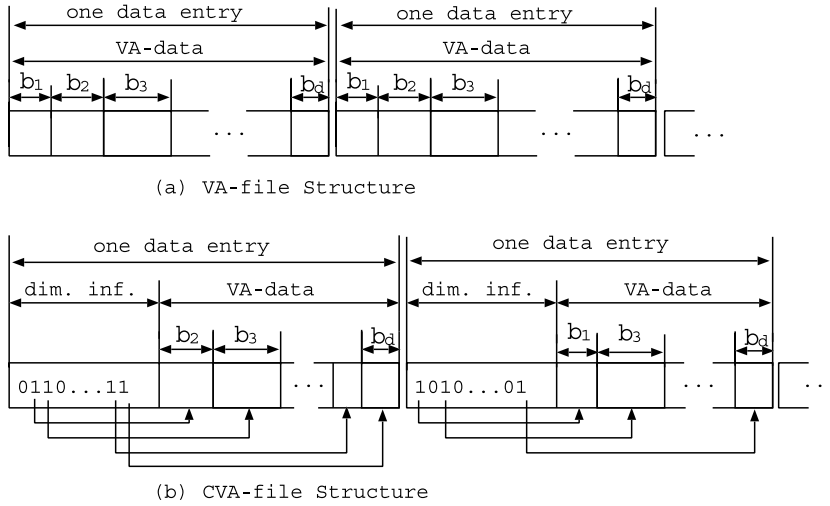 one data entry one data entry
VA-data VA-data
b1 b2 b3 bd b1 b2 b3 bd
... ... ...
(a) VA-file Structure
one data entry one data entry
dim. inf. VA-data dim. inf. VA-data
b2 b3 bd b1 b3 bd
0110...11 ... 1010...01 ... ..
(b) CVA-file Structure